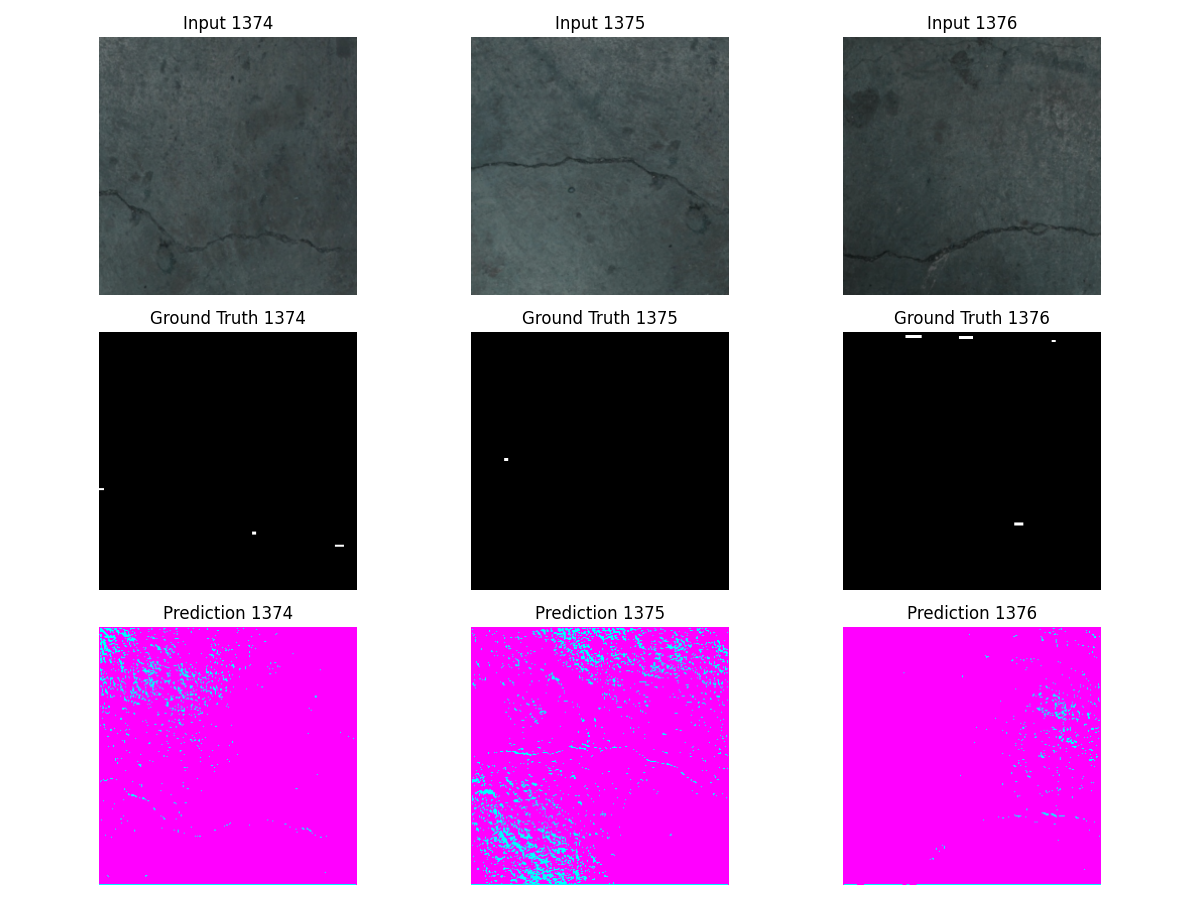 Input 1374
Input 1375
Input 1376
Ground Truth 1374
Ground Truth 1375
Ground Truth 1376
Prediction 1374
Prediction 1375
Prediction 1376